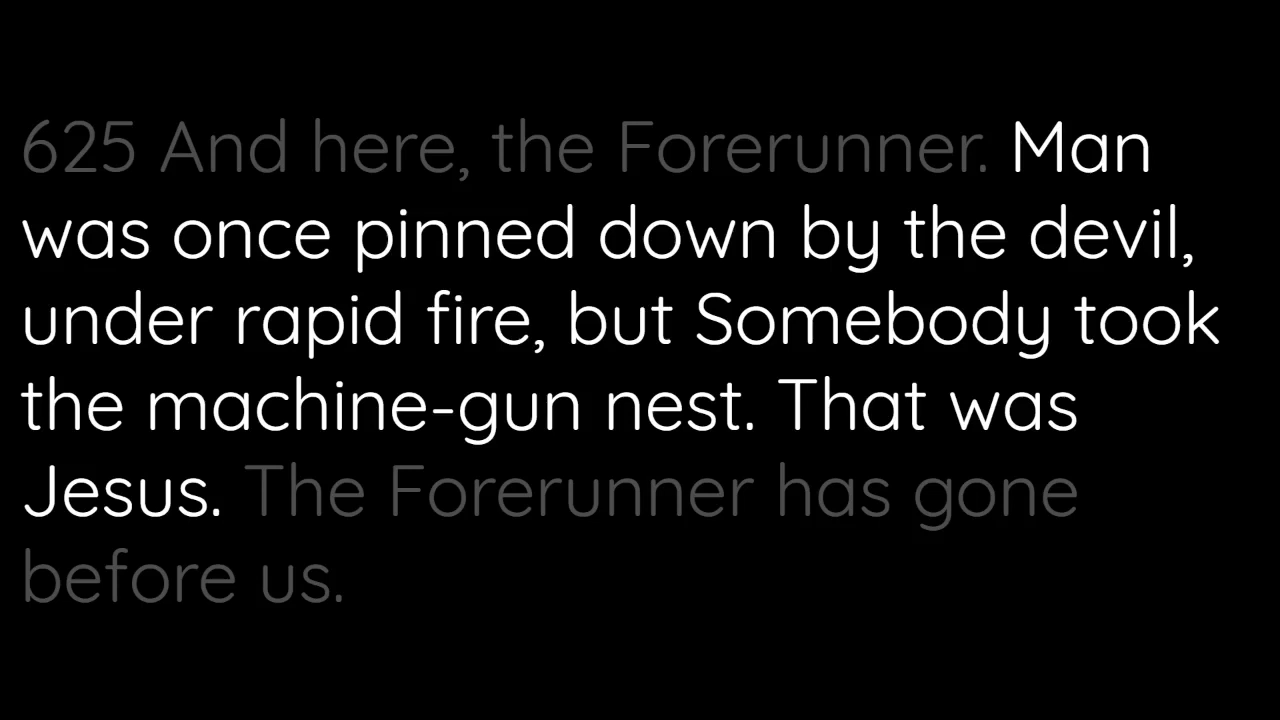 625 And here, the Forerunner. Man
was once pinned down by the devil,
under rapid fire, but Somebody took
the machine-gun nest. That was
Jesus. The Forerunner has gone
before us.